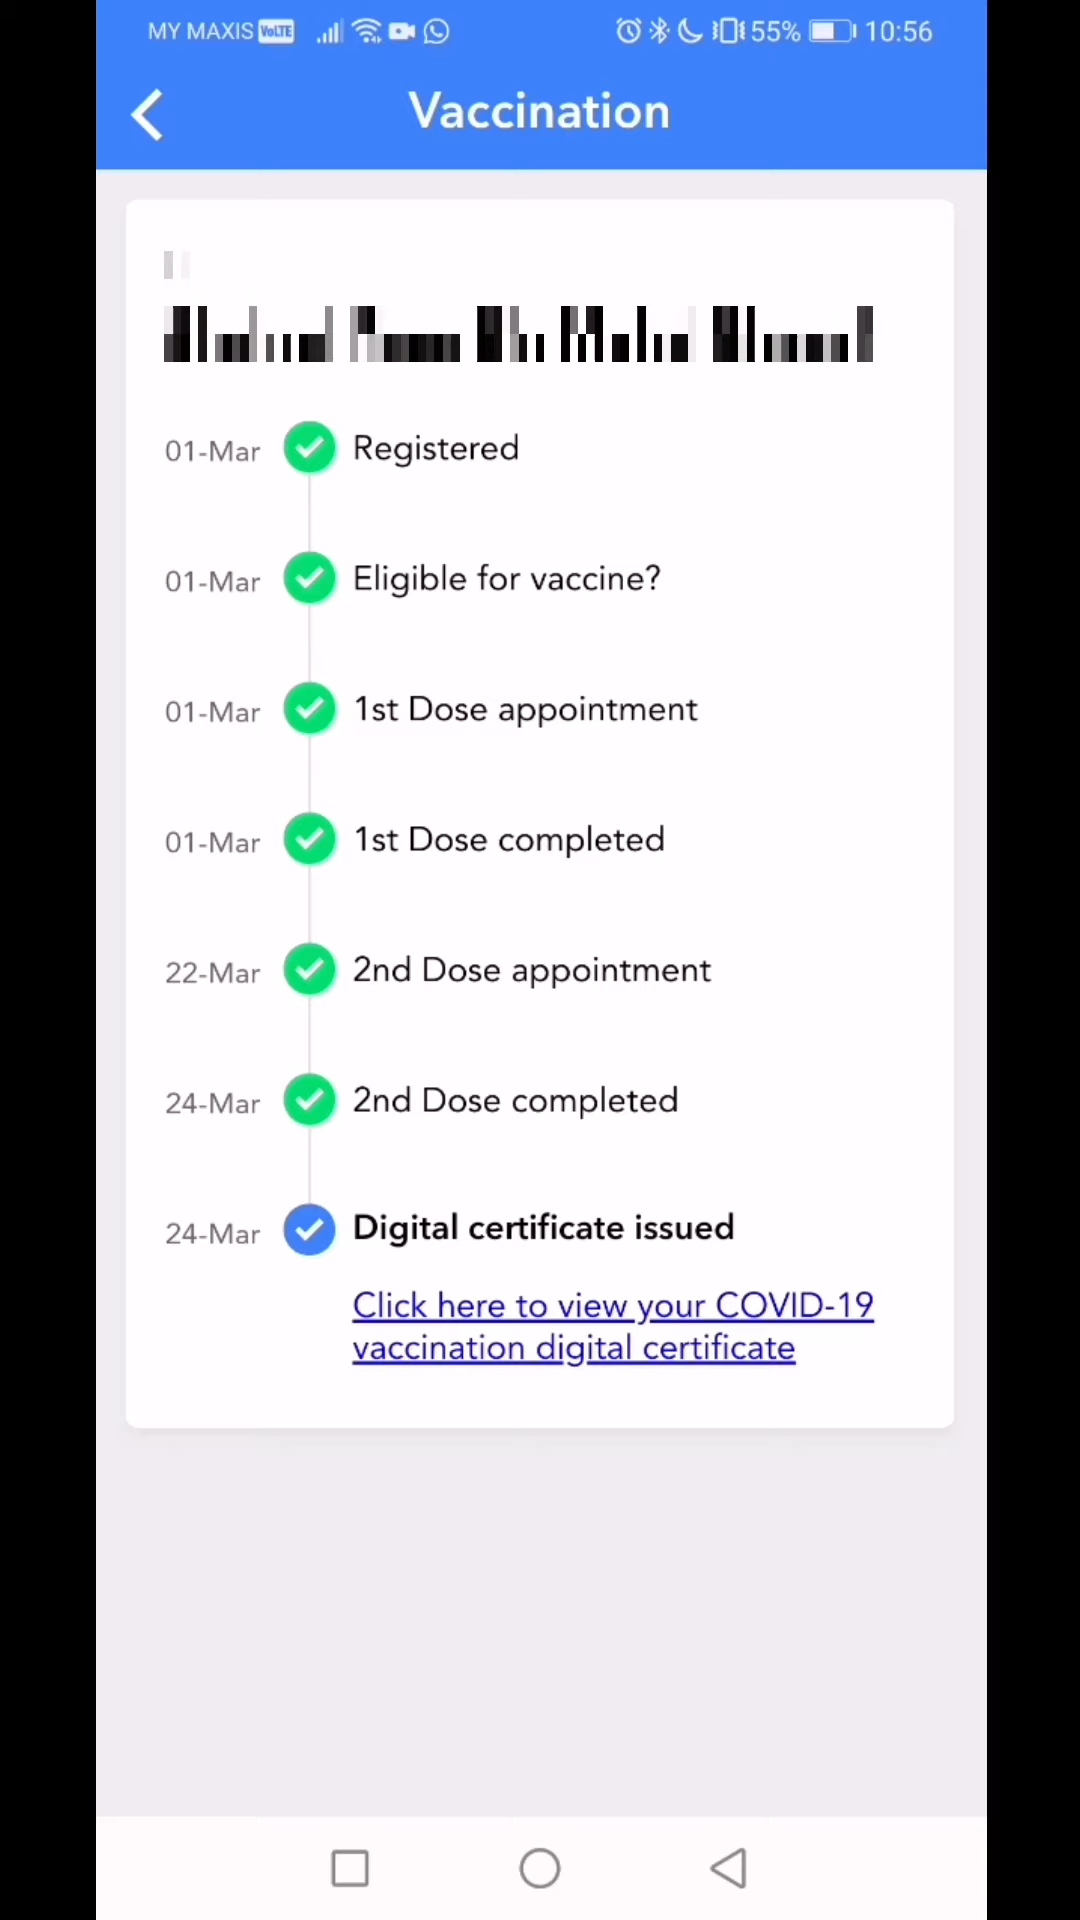 MY MAXIS VoLTE 55% 10:56
Vaccination
01-Mar Registered
01-Mar Eligible for vaccine?
01-Mar 1st Dose appointment
01-Mar 1st Dose completed
22-Mar 2nd Dose appointment
24-Mar 2nd Dose completed
24-Mar Digital certificate issued
Click here to view your COVID-19
vaccination digital certificate